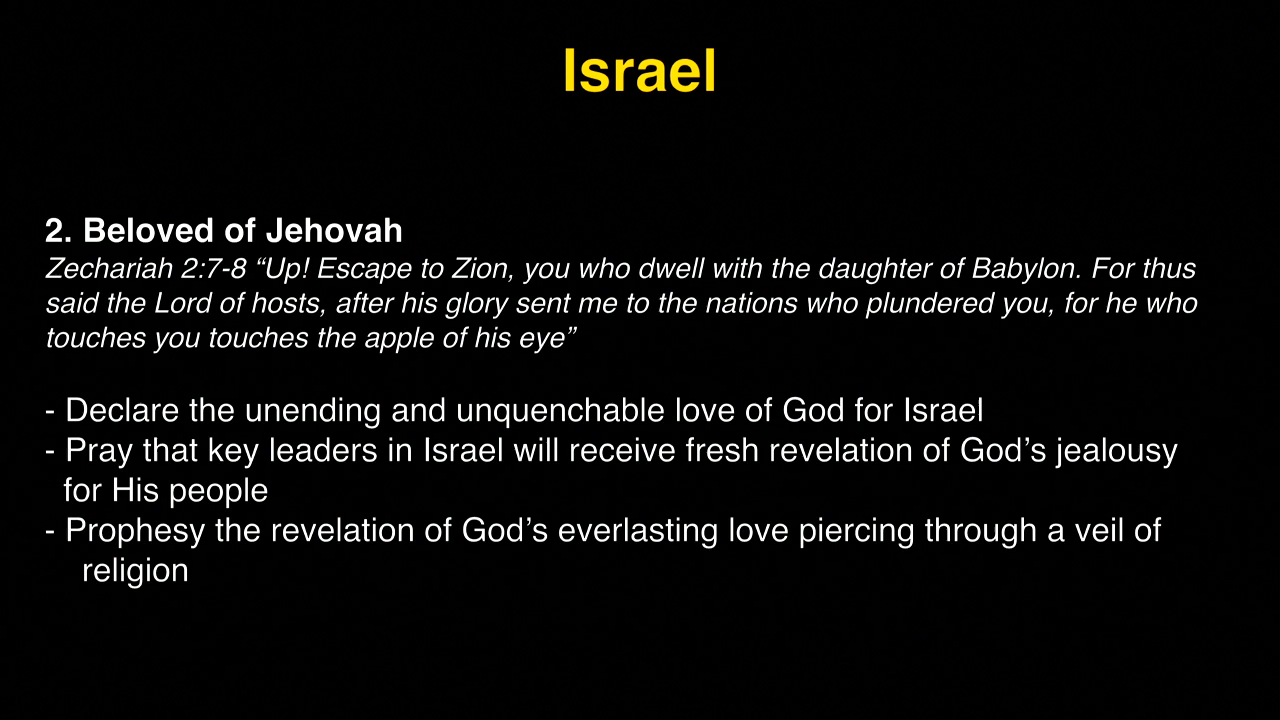 Israel
2. Beloved of Jehovah
Zechariah 2:7-8 “Up! Escape to Zion, you who dwell with the daughter of Babylon. For thus
said the Lord of hosts, after his glory sent me to the nations who plundered you, for he who
touches you touches the apple of his eye”
- Declare the unending and unquenchable love of God for Israel
- Pray that key leaders in Israel will receive fresh revelation of God’s jealousy
for His people
- Prophesy the revelation of God’s everlasting love piercing through a veil of
religion